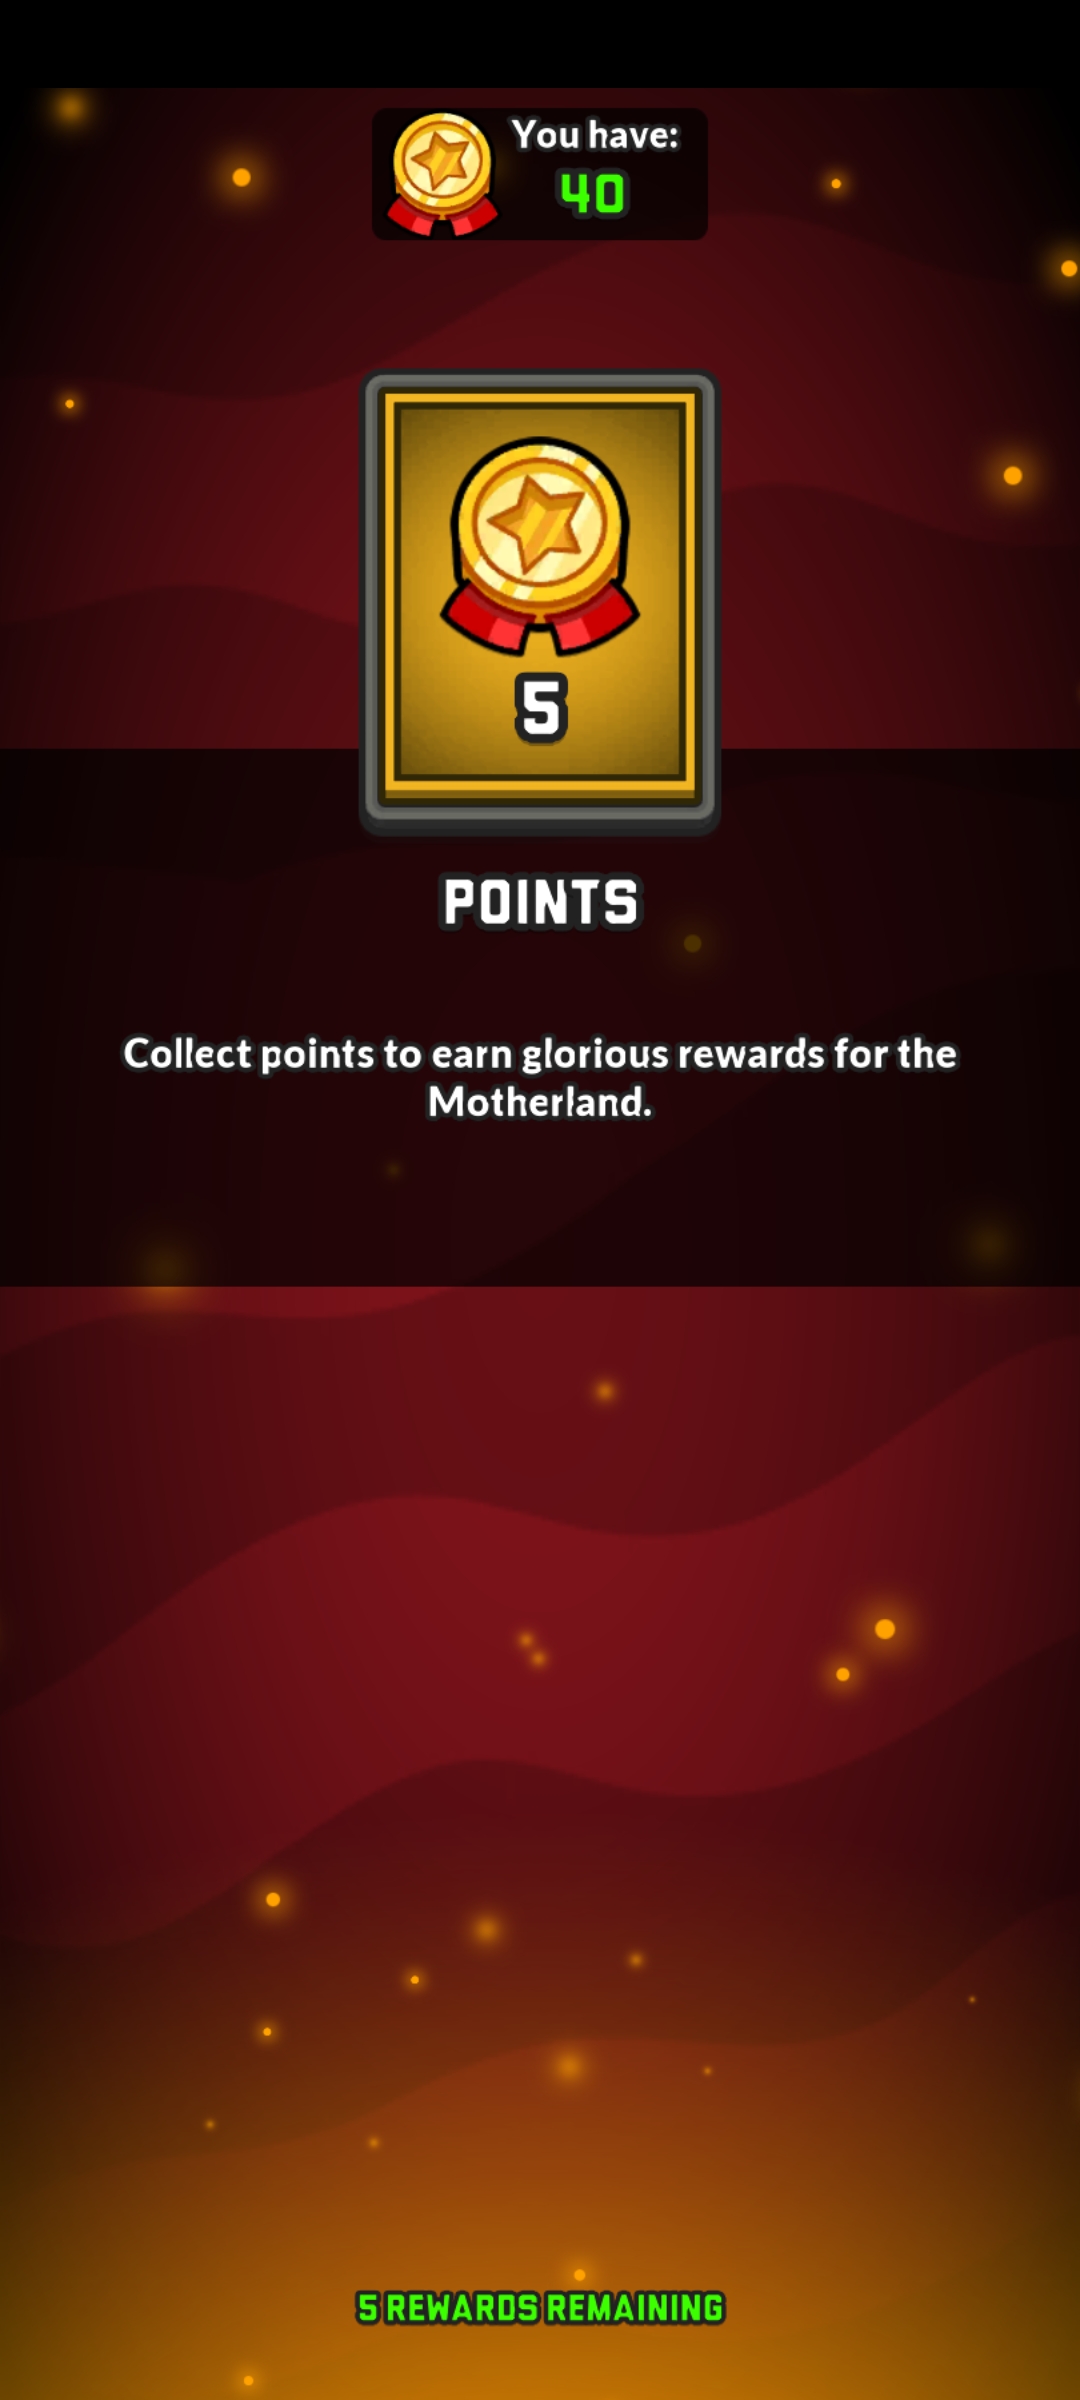 You have:
40
5
POINTS
Collect points to earn glorious rewards for the
Motherland.
5 REWARDS REMAINING